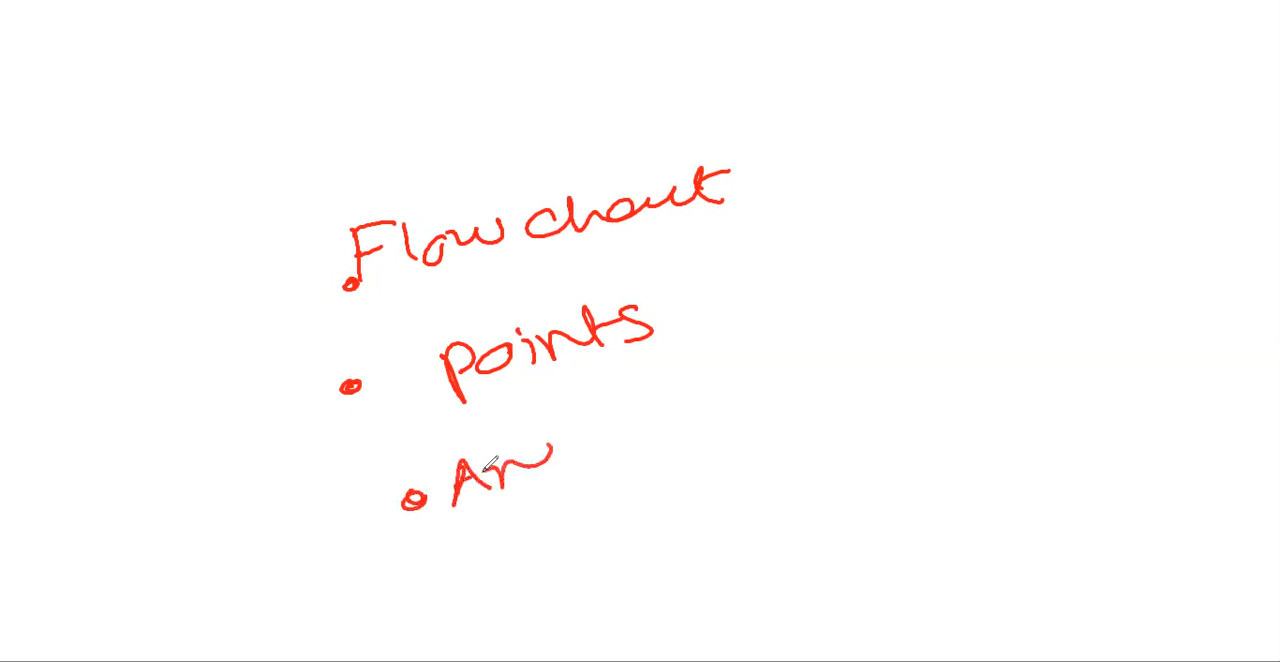 • Flow chart
• Points
•